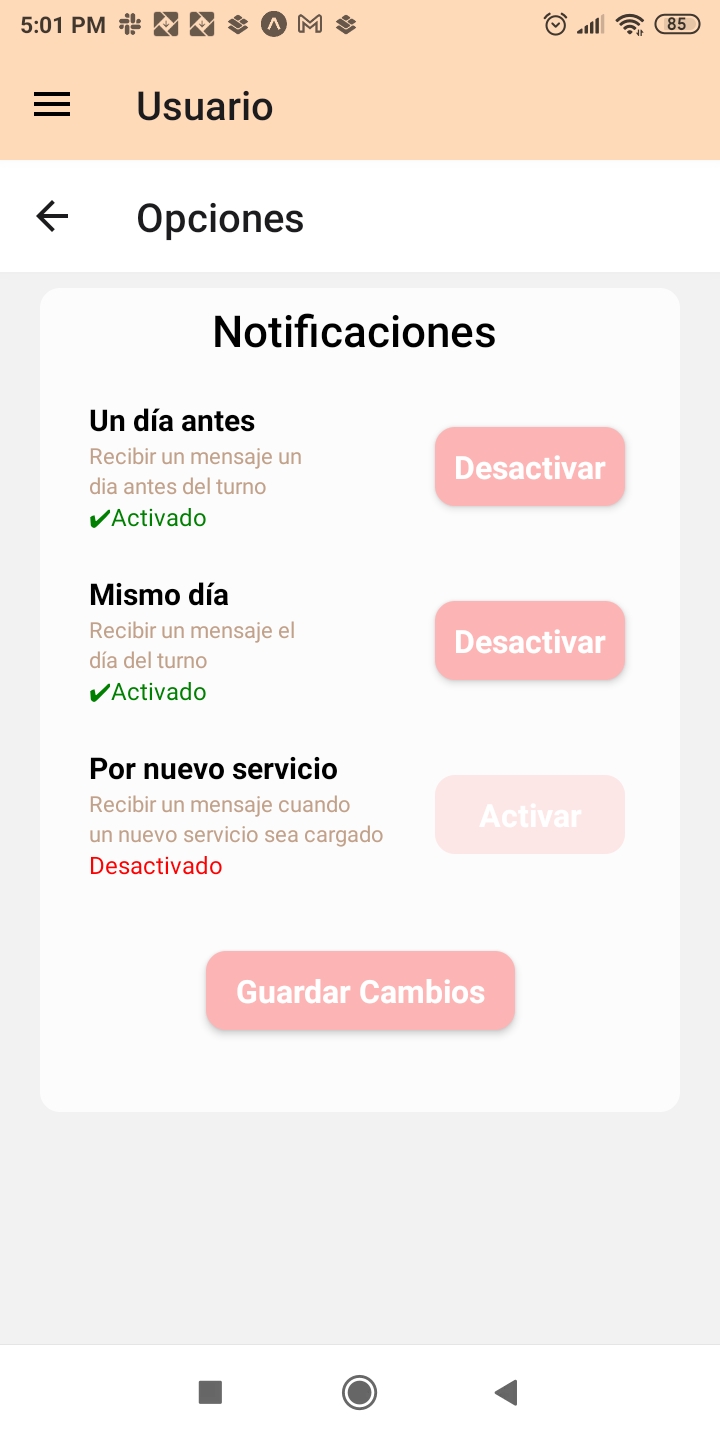 5:01 PM
85
Usuario
Opciones
Notificaciones
Un día antes
Recibir un mensaje un
dia antes del turno
✔Activado
Desactivar
Mismo día
Recibir un mensaje el
día del turno
✔Activado
Desactivar
Por nuevo servicio
Recibir un mensaje cuando
un nuevo servicio sea cargado
Desactivado
Activar
Guardar Cambios